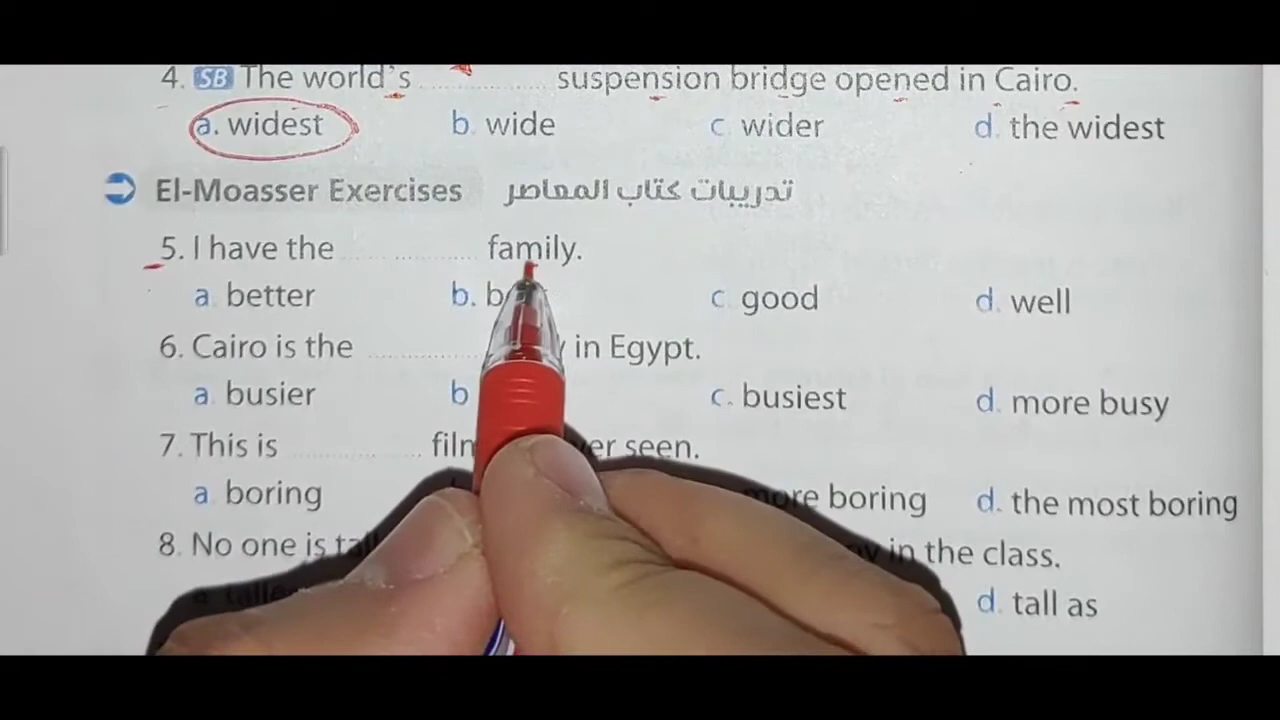 4. SB The world's ............... suspension bridge opened in Cairo.
a. widest b. wide c. wider d. the widest
El-Moasser Exercises تدريبات كتاب المعاصر
5. I have the ............... family.
a. better b. c. good d. well
6. Cairo is the ............... in Egypt.
a. busier b c. busiest d. more busy
7. This is ............... seen.
a. boring more boring d. the most boring
8. No one is in the class.
d. tall as